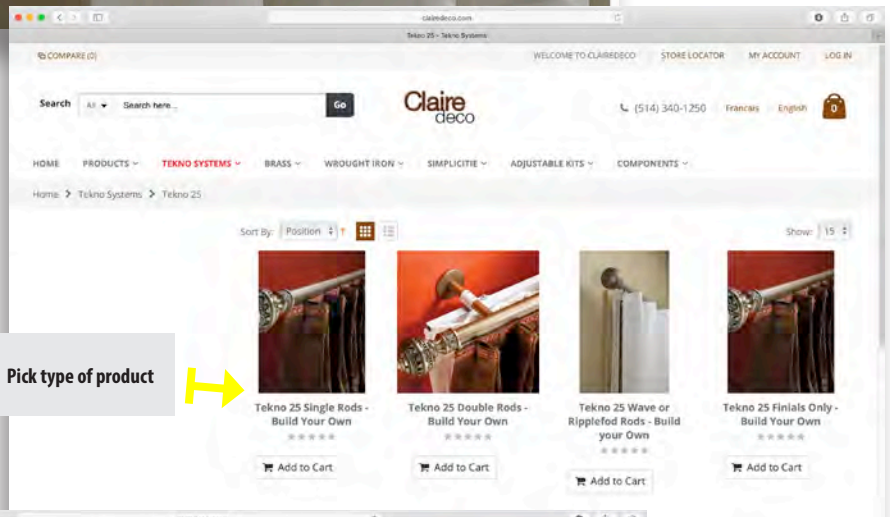 clairedeco.com
Tekno 25 - Tekno Systems
COMPARE (0)
WELCOME TO CLAIREDECO STORE LOCATOR MY ACCOUNT LOG IN
Search All Search here... Go
Claire
deco
(514) 340-1250 Francais English 0
HOME PRODUCTS TEKNO SYSTEMS BRASS WROUGHT IRON SIMPLICITIE ADJUSTABLE KITS COMPONENTS
Home > Tekno Systems > Tekno 25
Sort By: Position Show: 15
Pick type of product
Tekno 25 Single Rods -
Build Your Own
Add to Cart
Tekno 25 Double Rods -
Build Your Own
Add to Cart
Tekno 25 Wave or
Ripplefod Rods - Build
your Own
Add to Cart
Tekno 25 Finials Only -
Build Your Own
Add to Cart